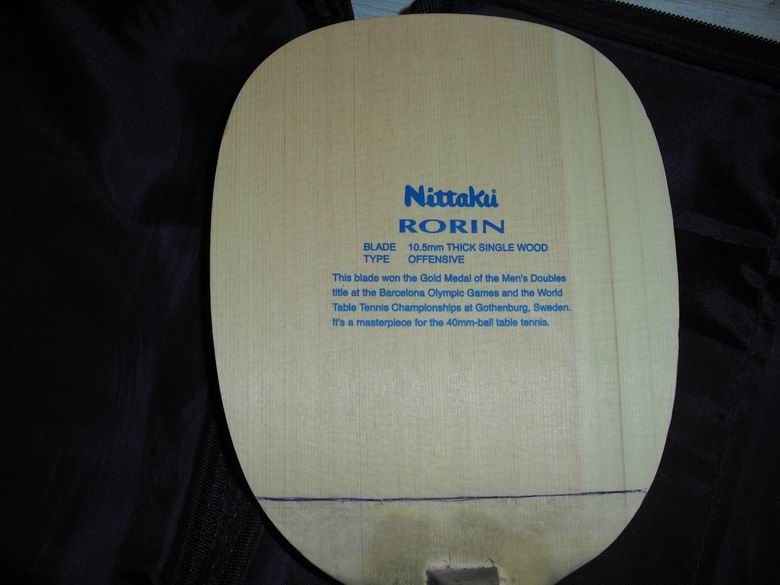 Nittaku
RORIN
BLADE 10.5mm THICK SINGLE WOOD
TYPE OFFENSIVE
This blade won the Gold Medal of the Men's Doubles
title at the Barcelona Olympic Games and the World
Table Tennis Championships at Gothenburg, Sweden.
It's a masterpiece for the 40mm-ball table tennis.